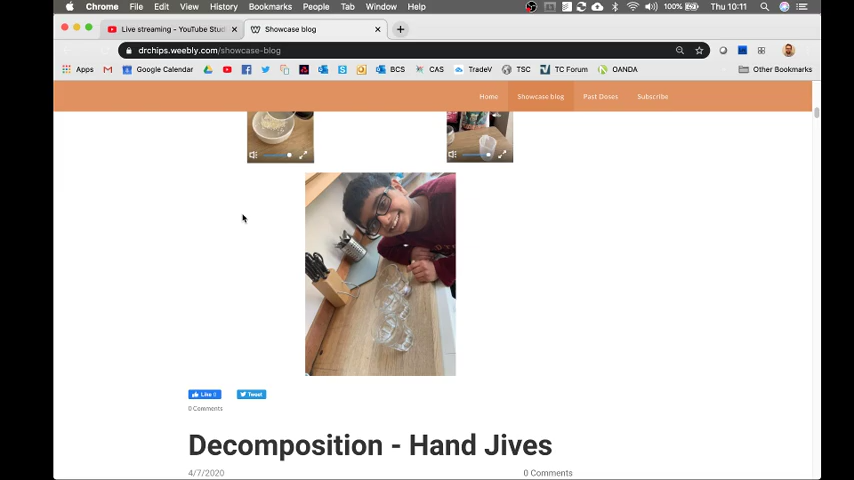 Chrome File Edit View History Bookmarks People Tab Window Help 100% Thu 10:11
Live streaming - YouTube Stud Showcase blog
drchips.weebly.com/showcase-blog
Apps Google Calendar BCS CAS TradeV TSC TC Forum OANDA Other Bookmarks
Home Showcase blog Past Doses Subscribe
Like 0 Tweet
0 Comments
Decomposition - Hand Jives
4/7/2020 0 Comments